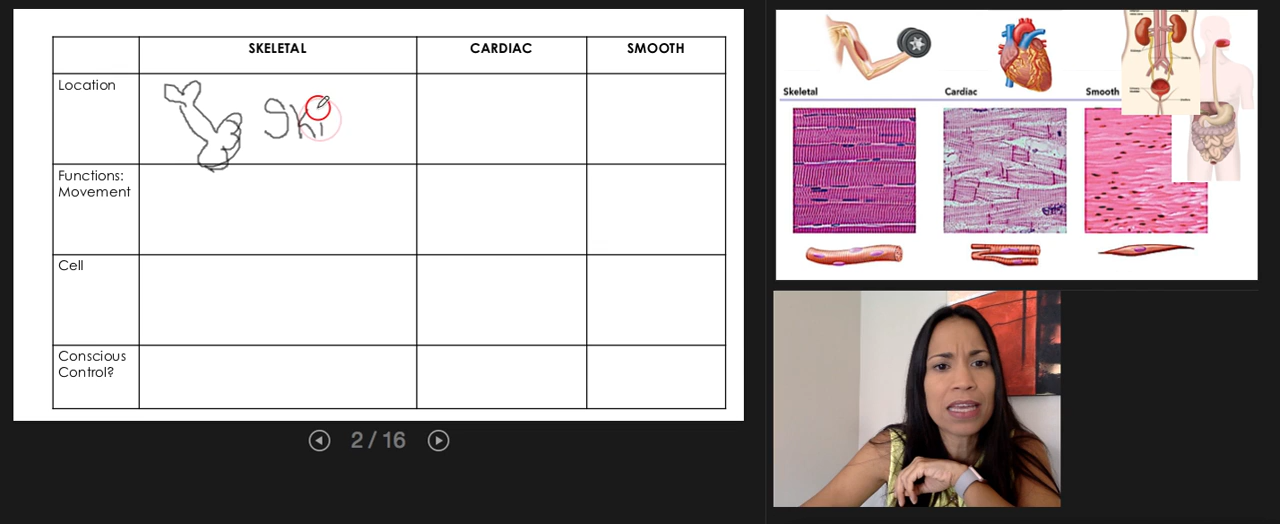 SKELETAL CARDIAC SMOOTH
Location
Ski
Functions:
Movement
Cell
Conscious
Control?
2 / 16
Skeletal Cardiac Smooth